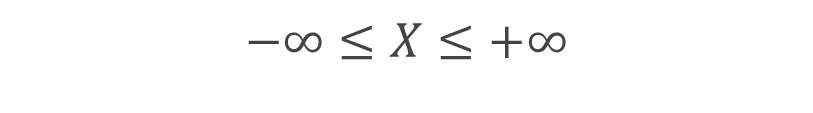 −∞ ≤ X ≤ +∞